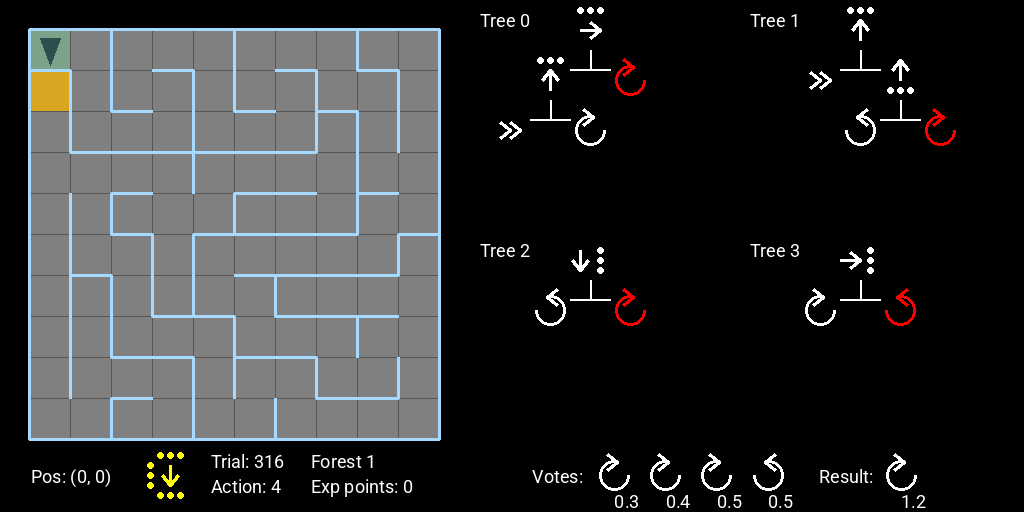 Tree 0
Tree 1
Tree 2
Tree 3
Pos: (0, 0)
Trial: 316
Forest 1
Action: 4
Exp points: 0
Votes:
0.3
0.4
0.5
0.5
Result:
1.2